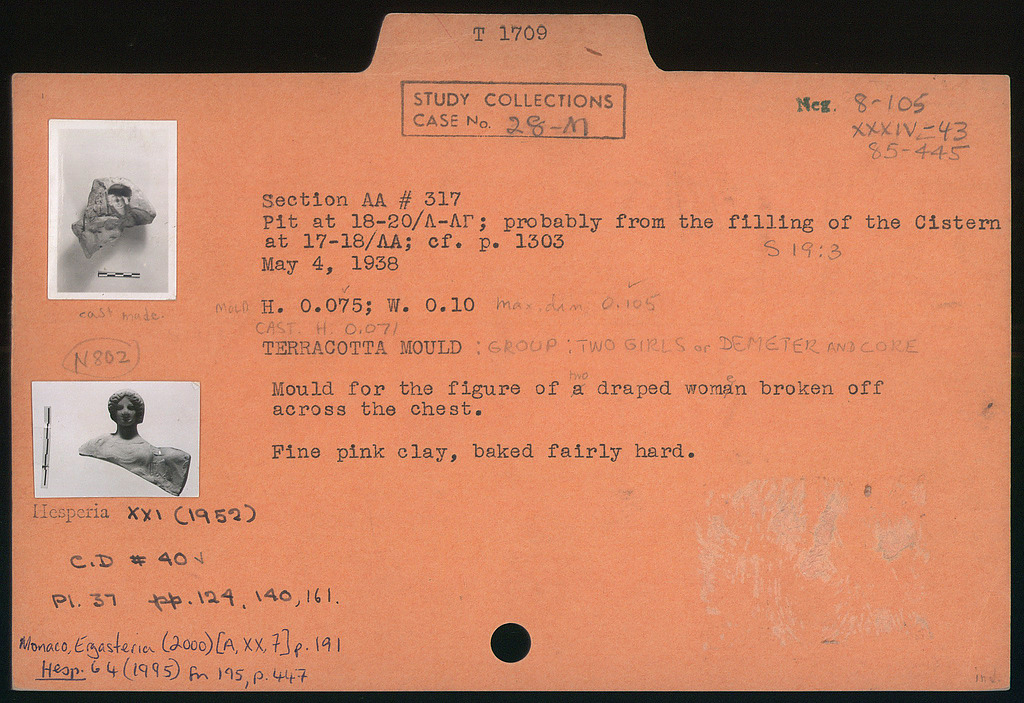 T 1709
STUDY COLLECTIONS
CASE No. 28-M
Neg. 8-105
XXXIV-43
85-445
Section ΑΑ # 317
Pit at 18-20/Λ-ΛΓ; probably from the filling of the Cistern
at 17-18/ΛΑ; cf. p. 1303
S 19:3
May 4, 1938
cast made.
MOULD H. 0.075; W. 0.10 max. dim. 0.105
CAST. H. 0.071
N802
TERRACOTTA MOULD : GROUP : TWO GIRLS or DEMETER AND CORE
two e
Mould for the figure of a draped woman broken off
across the chest.
Fine pink clay, baked fairly hard.
Hesperia XXI (1952)
C.D # 40 √
Pl. 37 pp. 124, 140, 161.
Monaco, Ergasteria (2000) [A, XX, 7] p. 191
Hesp. 64 (1995) fn 195, p. 447